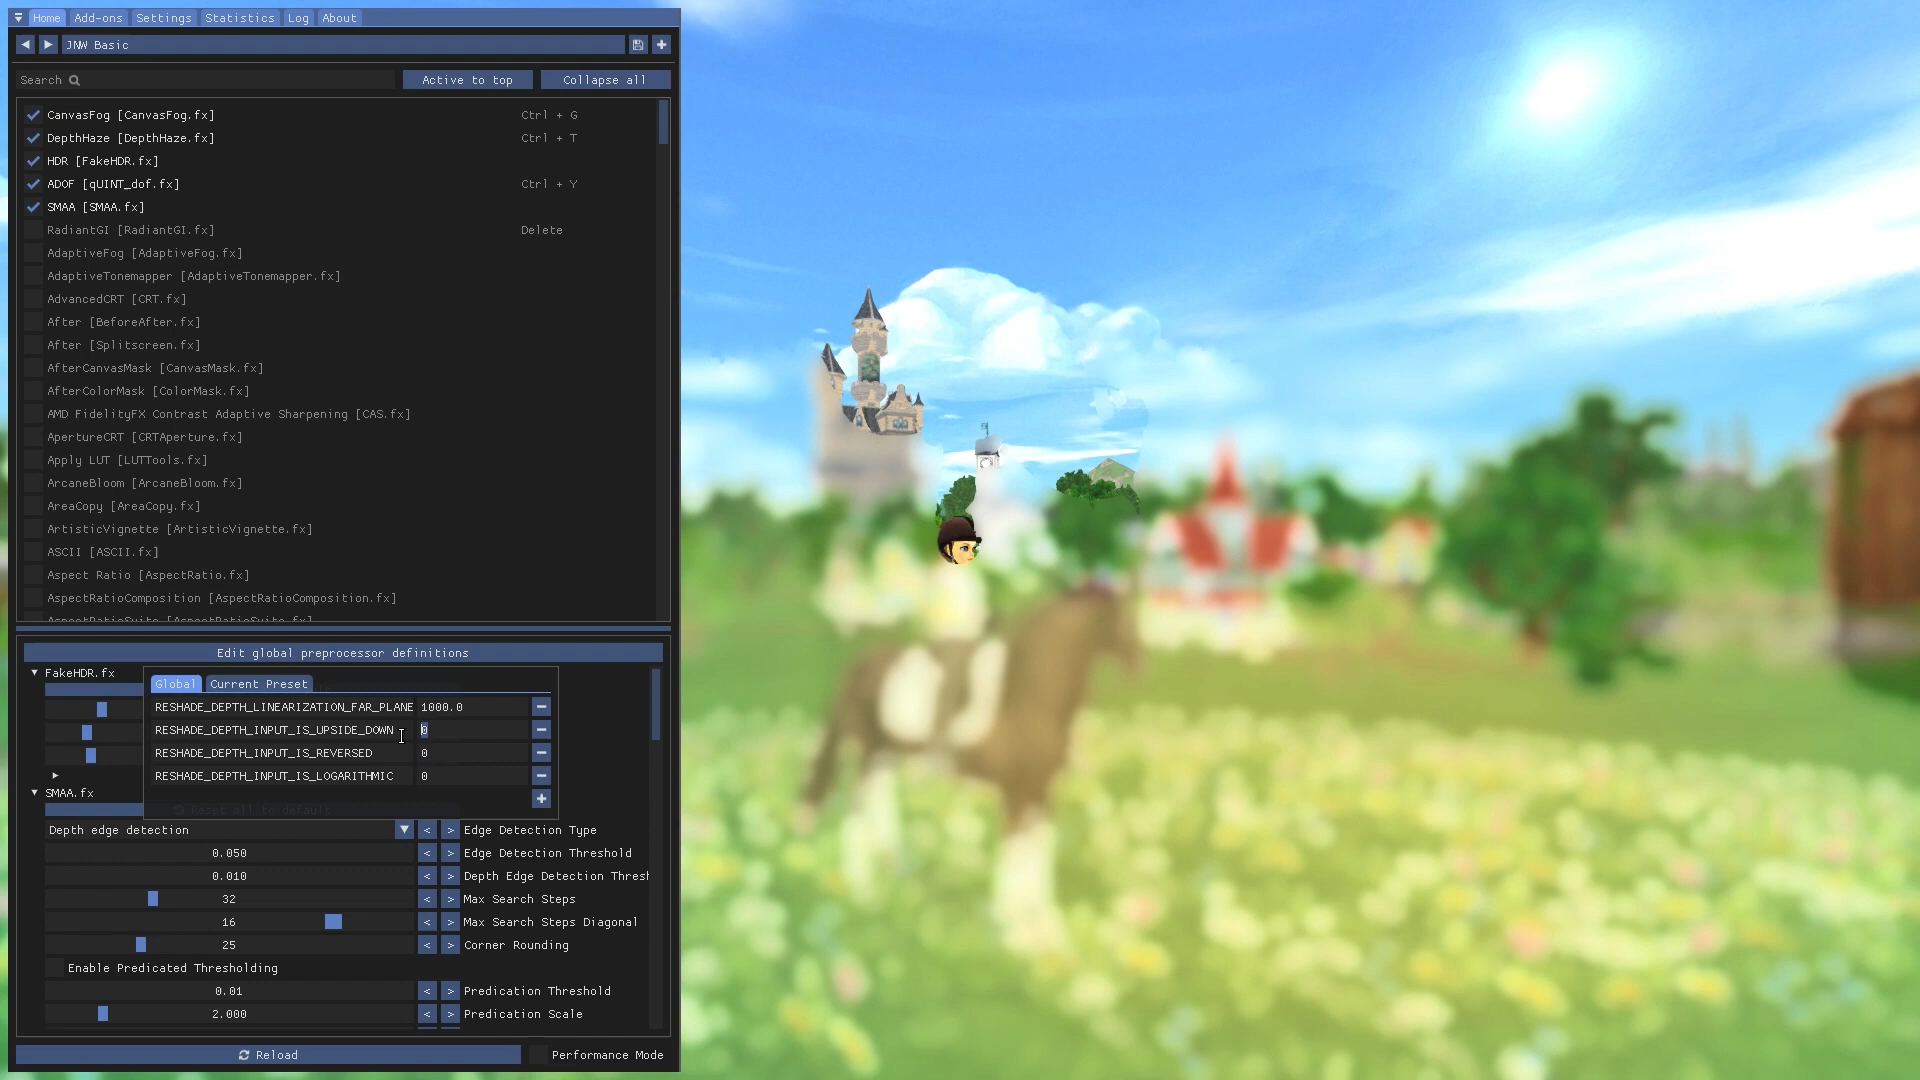 Home Add-ons Settings Statistics Log About
JNW Basic
Search Active to top Collapse all
CanvasFog [CanvasFog.fx] Ctrl + G
DepthHaze [DepthHaze.fx] Ctrl + T
HDR [FakeHDR.fx]
ADOF [qUINT_dof.fx] Ctrl + Y
SMAA [SMAA.fx]
RadiantGI [RadiantGI.fx] Delete
AdaptiveFog [AdaptiveFog.fx]
AdaptiveTonemapper [AdaptiveTonemapper.fx]
AdvancedCRT [CRT.fx]
After [BeforeAfter.fx]
After [Splitscreen.fx]
AfterCanvasMask [CanvasMask.fx]
AfterColorMask [ColorMask.fx]
AMD FidelityFX Contrast Adaptive Sharpening [CAS.fx]
ApertureCRT [CRTAperture.fx]
Apply LUT [LUTTools.fx]
ArcaneBloom [ArcaneBloom.fx]
AreaCopy [AreaCopy.fx]
ArtisticVignette [ArtisticVignette.fx]
ASCII [ASCII.fx]
Aspect Ratio [AspectRatio.fx]
AspectRatioComposition [AspectRatioComposition.fx]
AspectRatioSuite [AspectRatioSuite.fx]
Edit global preprocessor definitions
FakeHDR.fx
Global Current Preset
RESHADE_DEPTH_LINEARIZATION_FAR_PLANE 1000.0
RESHADE_DEPTH_INPUT_IS_UPSIDE_DOWN 0
RESHADE_DEPTH_INPUT_IS_REVERSED 0
RESHADE_DEPTH_INPUT_IS_LOGARITHMIC 0
SMAA.fx
Reset all to default
Depth edge detection < > Edge Detection Type
0.050 < > Edge Detection Threshold
0.010 < > Depth Edge Detection Thresh
32 < > Max Search Steps
16 < > Max Search Steps Diagonal
25 < > Corner Rounding
Enable Predicated Thresholding
0.01 < > Predication Threshold
2.000 < > Predication Scale
Reload Performance Mode